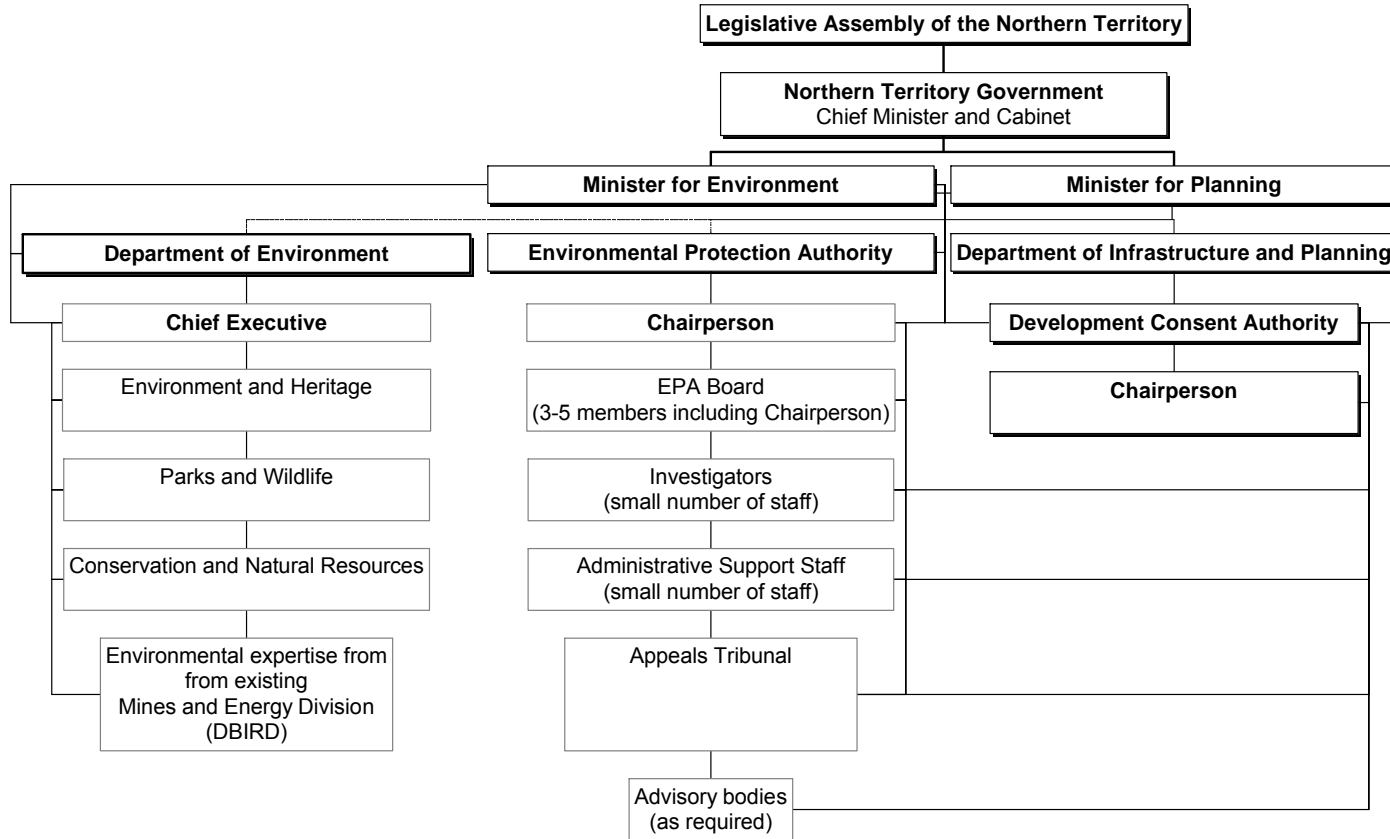 Legislative Assembly of the Northern Territory
Northern Territory Government
Chief Minister and Cabinet
Minister for Environment
Minister for Planning
Department of Environment
Environmental Protection Authority
Department of Infrastructure and Planning
Chief Executive
Chairperson
Development Consent Authority
Environment and Heritage
EPA Board
(3-5 members including Chairperson)
Chairperson
Parks and Wildlife
Investigators
(small number of staff)
Conservation and Natural Resources
Administrative Support Staff
(small number of staff)
Environmental expertise from
from existing
Mines and Energy Division
(DBIRD)
Appeals Tribunal
Advisory bodies
(as required)